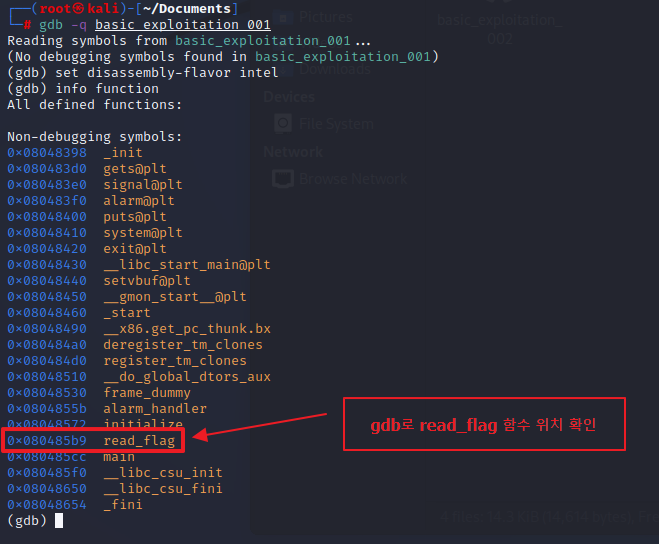 ┌──(root㉿kali)-[~/Documents]
└─# gdb -q basic_exploitation_001
Reading symbols from basic_exploitation_001...
(No debugging symbols found in basic_exploitation_001)
(gdb) set disassembly-flavor intel
(gdb) info function
All defined functions:
Non-debugging symbols:
0x08048398  _init
0x080483d0  gets@plt
0x080483e0  signal@plt
0x080483f0  alarm@plt
0x08048400  puts@plt
0x08048410  system@plt
0x08048420  exit@plt
0x08048430  __libc_start_main@plt
0x08048440  setvbuf@plt
0x08048450  __gmon_start__@plt
0x08048460  _start
0x08048490  __x86.get_pc_thunk.bx
0x080484a0  deregister_tm_clones
0x080484d0  register_tm_clones
0x08048510  __do_global_dtors_aux
0x08048530  frame_dummy
0x0804855b  alarm_handler
0x08048572  initialize
0x080485b9  read_flag
0x080485cc  main
0x080485f0  __libc_csu_init
0x08048650  __libc_csu_fini
0x08048654  _fini
(gdb)
gdb로 read_flag 함수 위치 확인
Pictures
basic_exploitation_
002
Downloads
Devices
File System
Network
Browse Network